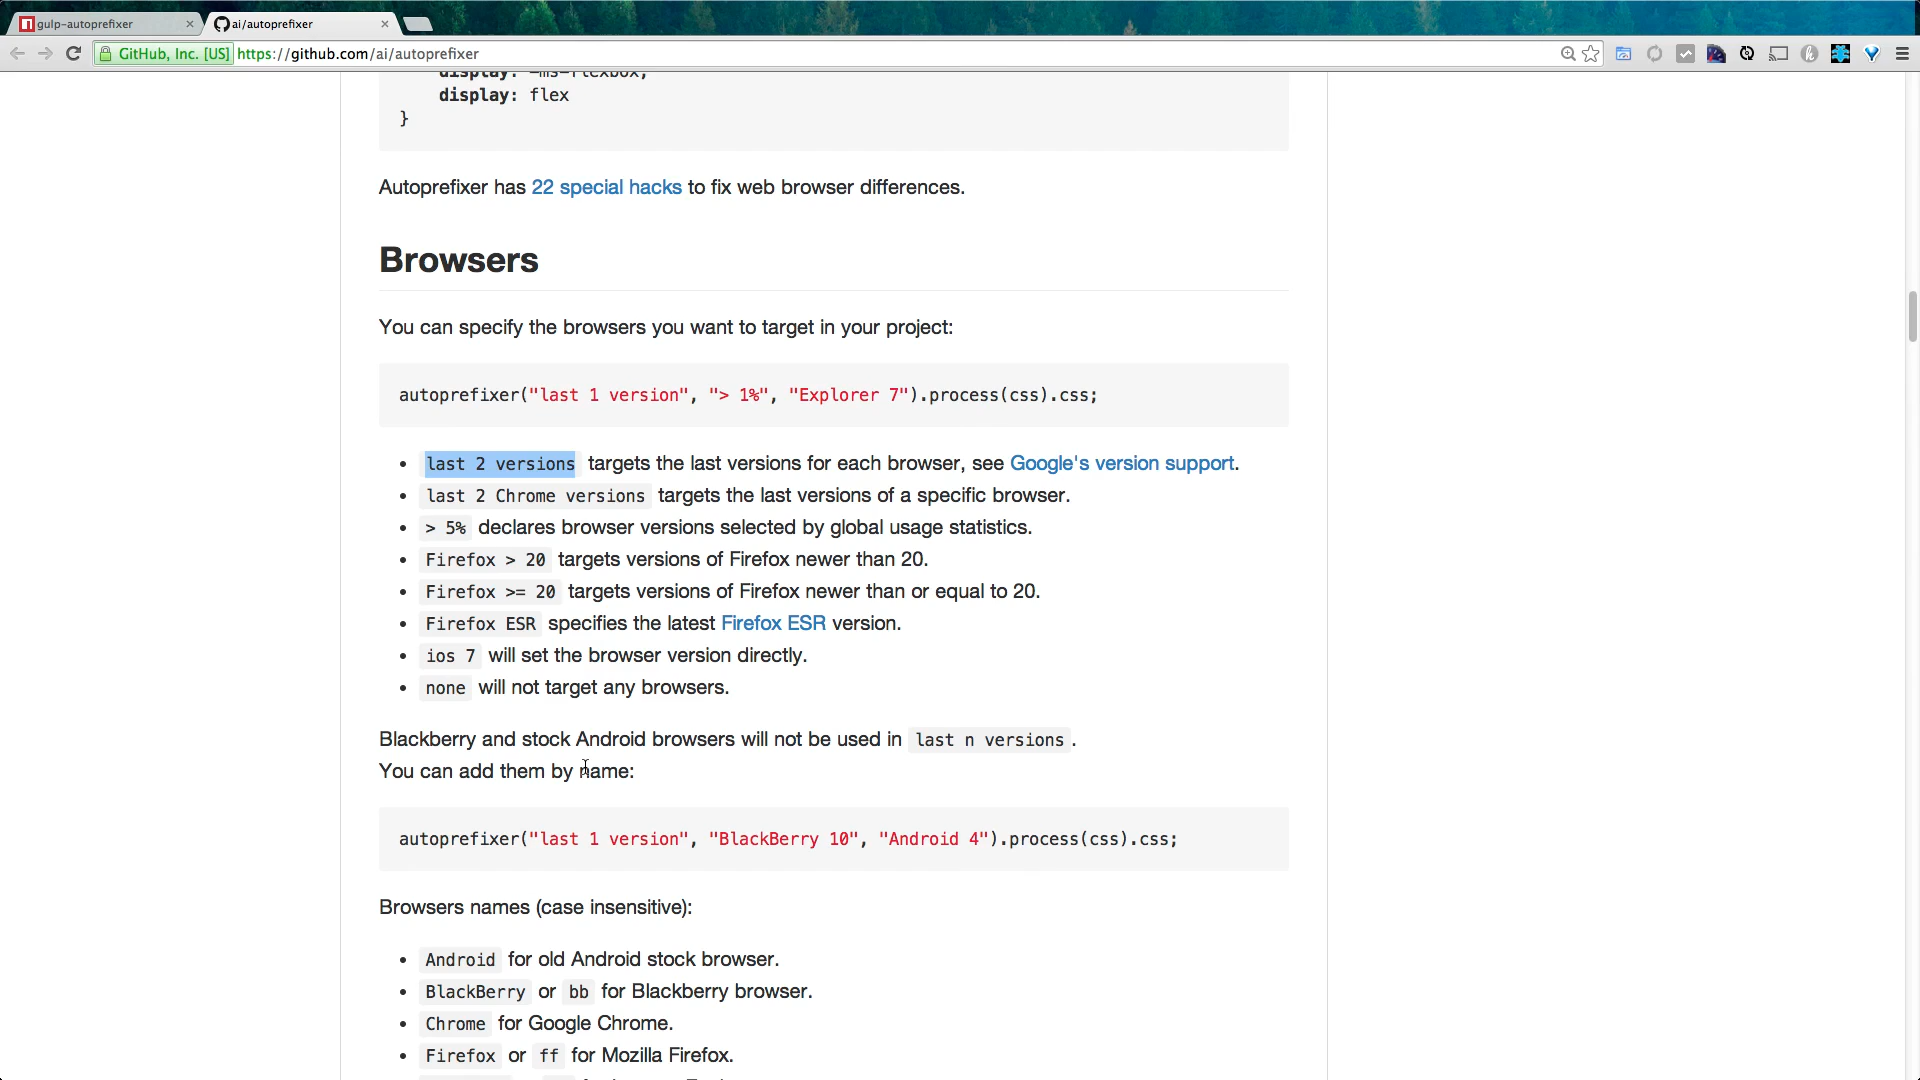 gulp-autoprefixer
ai/autoprefixer
GitHub, Inc. [US] https://github.com/ai/autoprefixer
display: -ms-flexbox;
display: flex
}
Autoprefixer has 22 special hacks to fix web browser differences.
Browsers
You can specify the browsers you want to target in your project:
autoprefixer("last 1 version", "> 1%", "Explorer 7").process(css).css;
• last 2 versions targets the last versions for each browser, see Google's version support.
• last 2 Chrome versions targets the last versions of a specific browser.
• > 5% declares browser versions selected by global usage statistics.
• Firefox > 20 targets versions of Firefox newer than 20.
• Firefox >= 20 targets versions of Firefox newer than or equal to 20.
• Firefox ESR specifies the latest Firefox ESR version.
• ios 7 will set the browser version directly.
• none will not target any browsers.
Blackberry and stock Android browsers will not be used in last n versions.
You can add them by name:
autoprefixer("last 1 version", "BlackBerry 10", "Android 4").process(css).css;
Browsers names (case insensitive):
• Android for old Android stock browser.
• BlackBerry or bb for Blackberry browser.
• Chrome for Google Chrome.
• Firefox or ff for Mozilla Firefox.